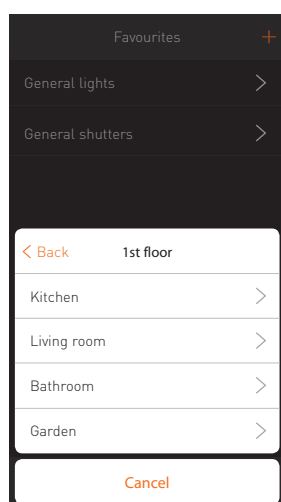 Favourites +
General lights
General shutters
Back 1st floor
Kitchen
Living room
Bathroom
Garden
Cancel